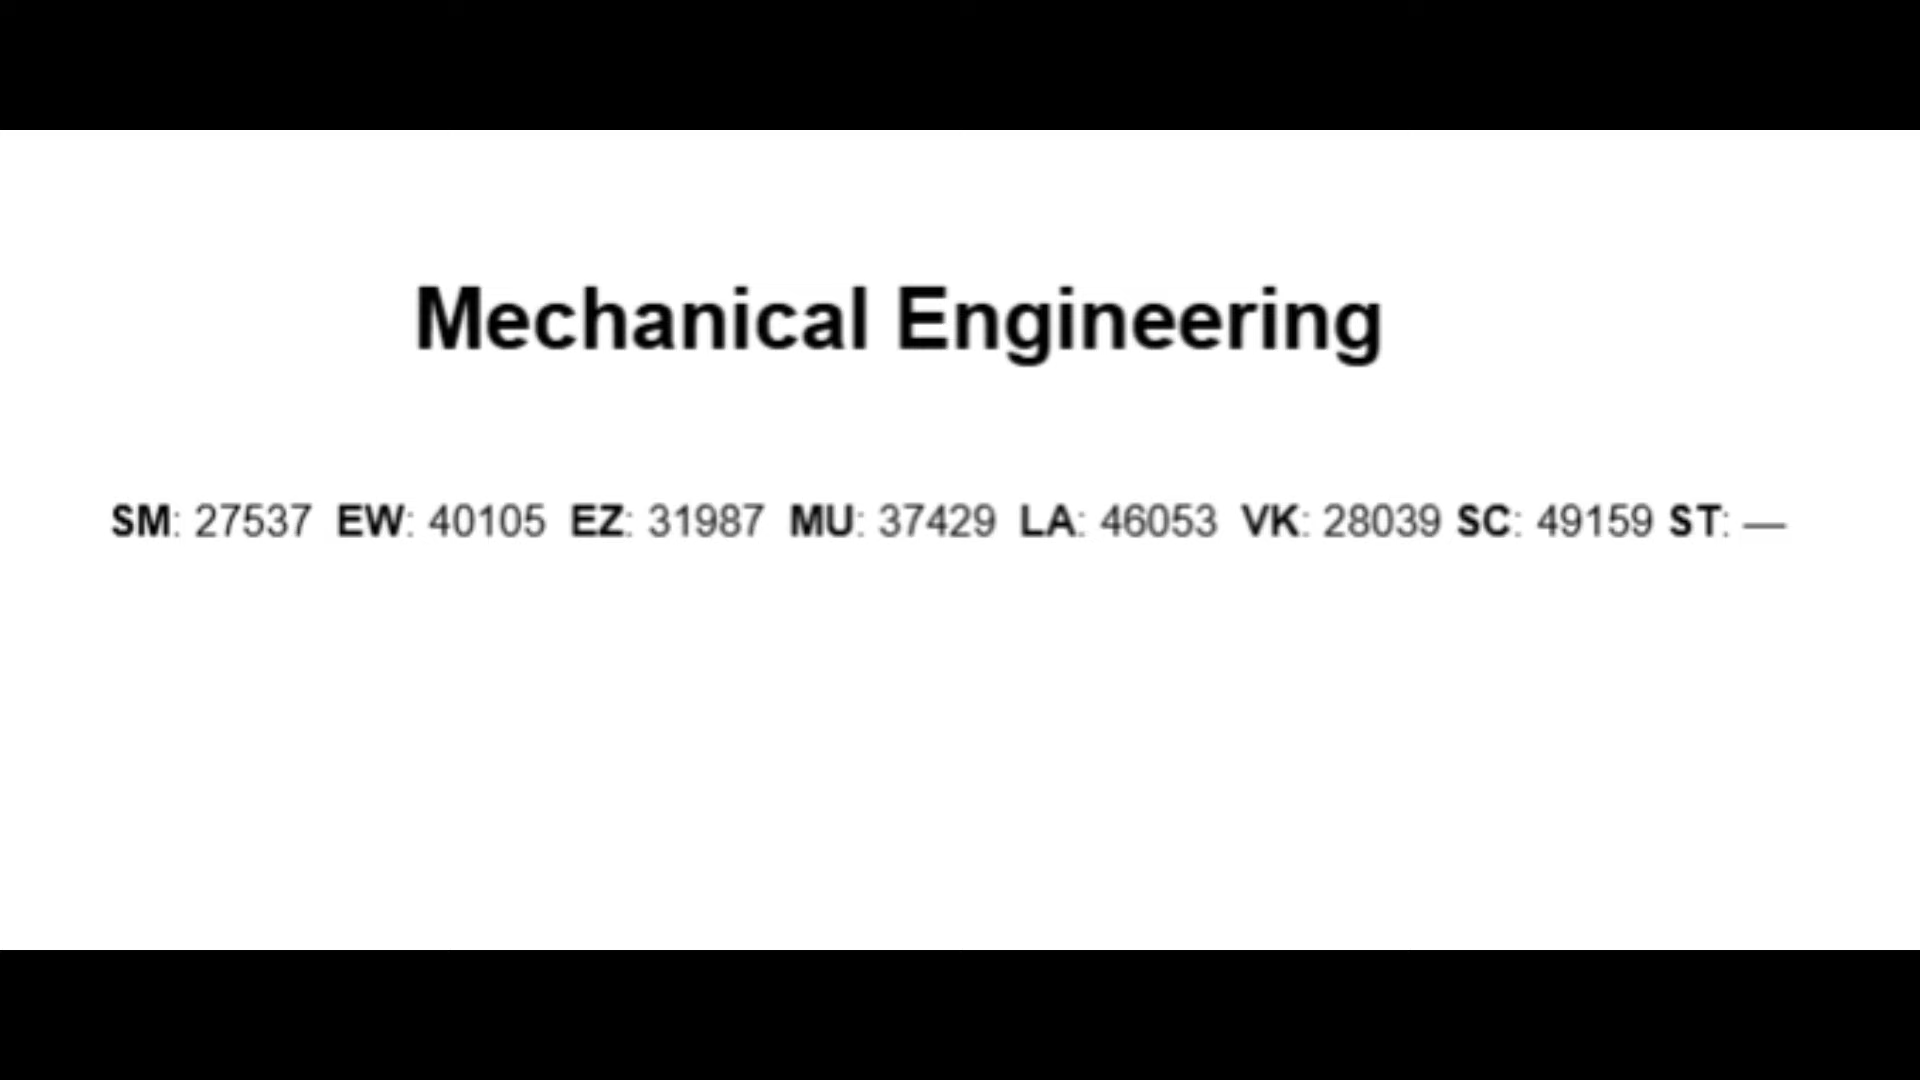 Mechanical Engineering
SM: 27537 EW: 40105 EZ: 31987 MU: 37429 LA: 46053 VK: 28039 SC: 49159 ST: —